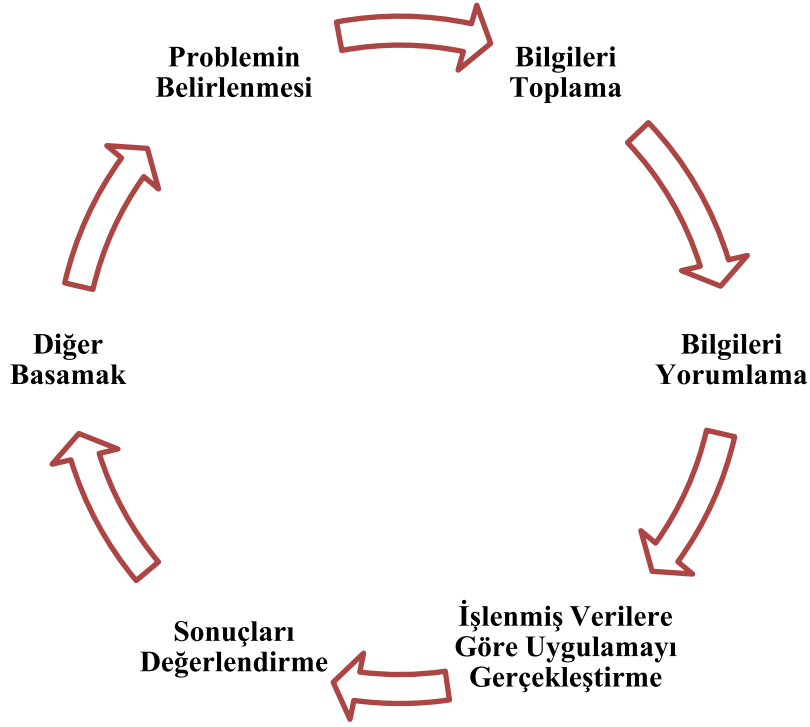 Problemin
Belirlenmesi
Bilgileri
Toplama
Bilgileri
Yorumlama
İşlenmiş Verilere
Göre Uygulamayı
Gerçekleştirme
Sonuçları
Değerlendirme
Diğer
Basamak